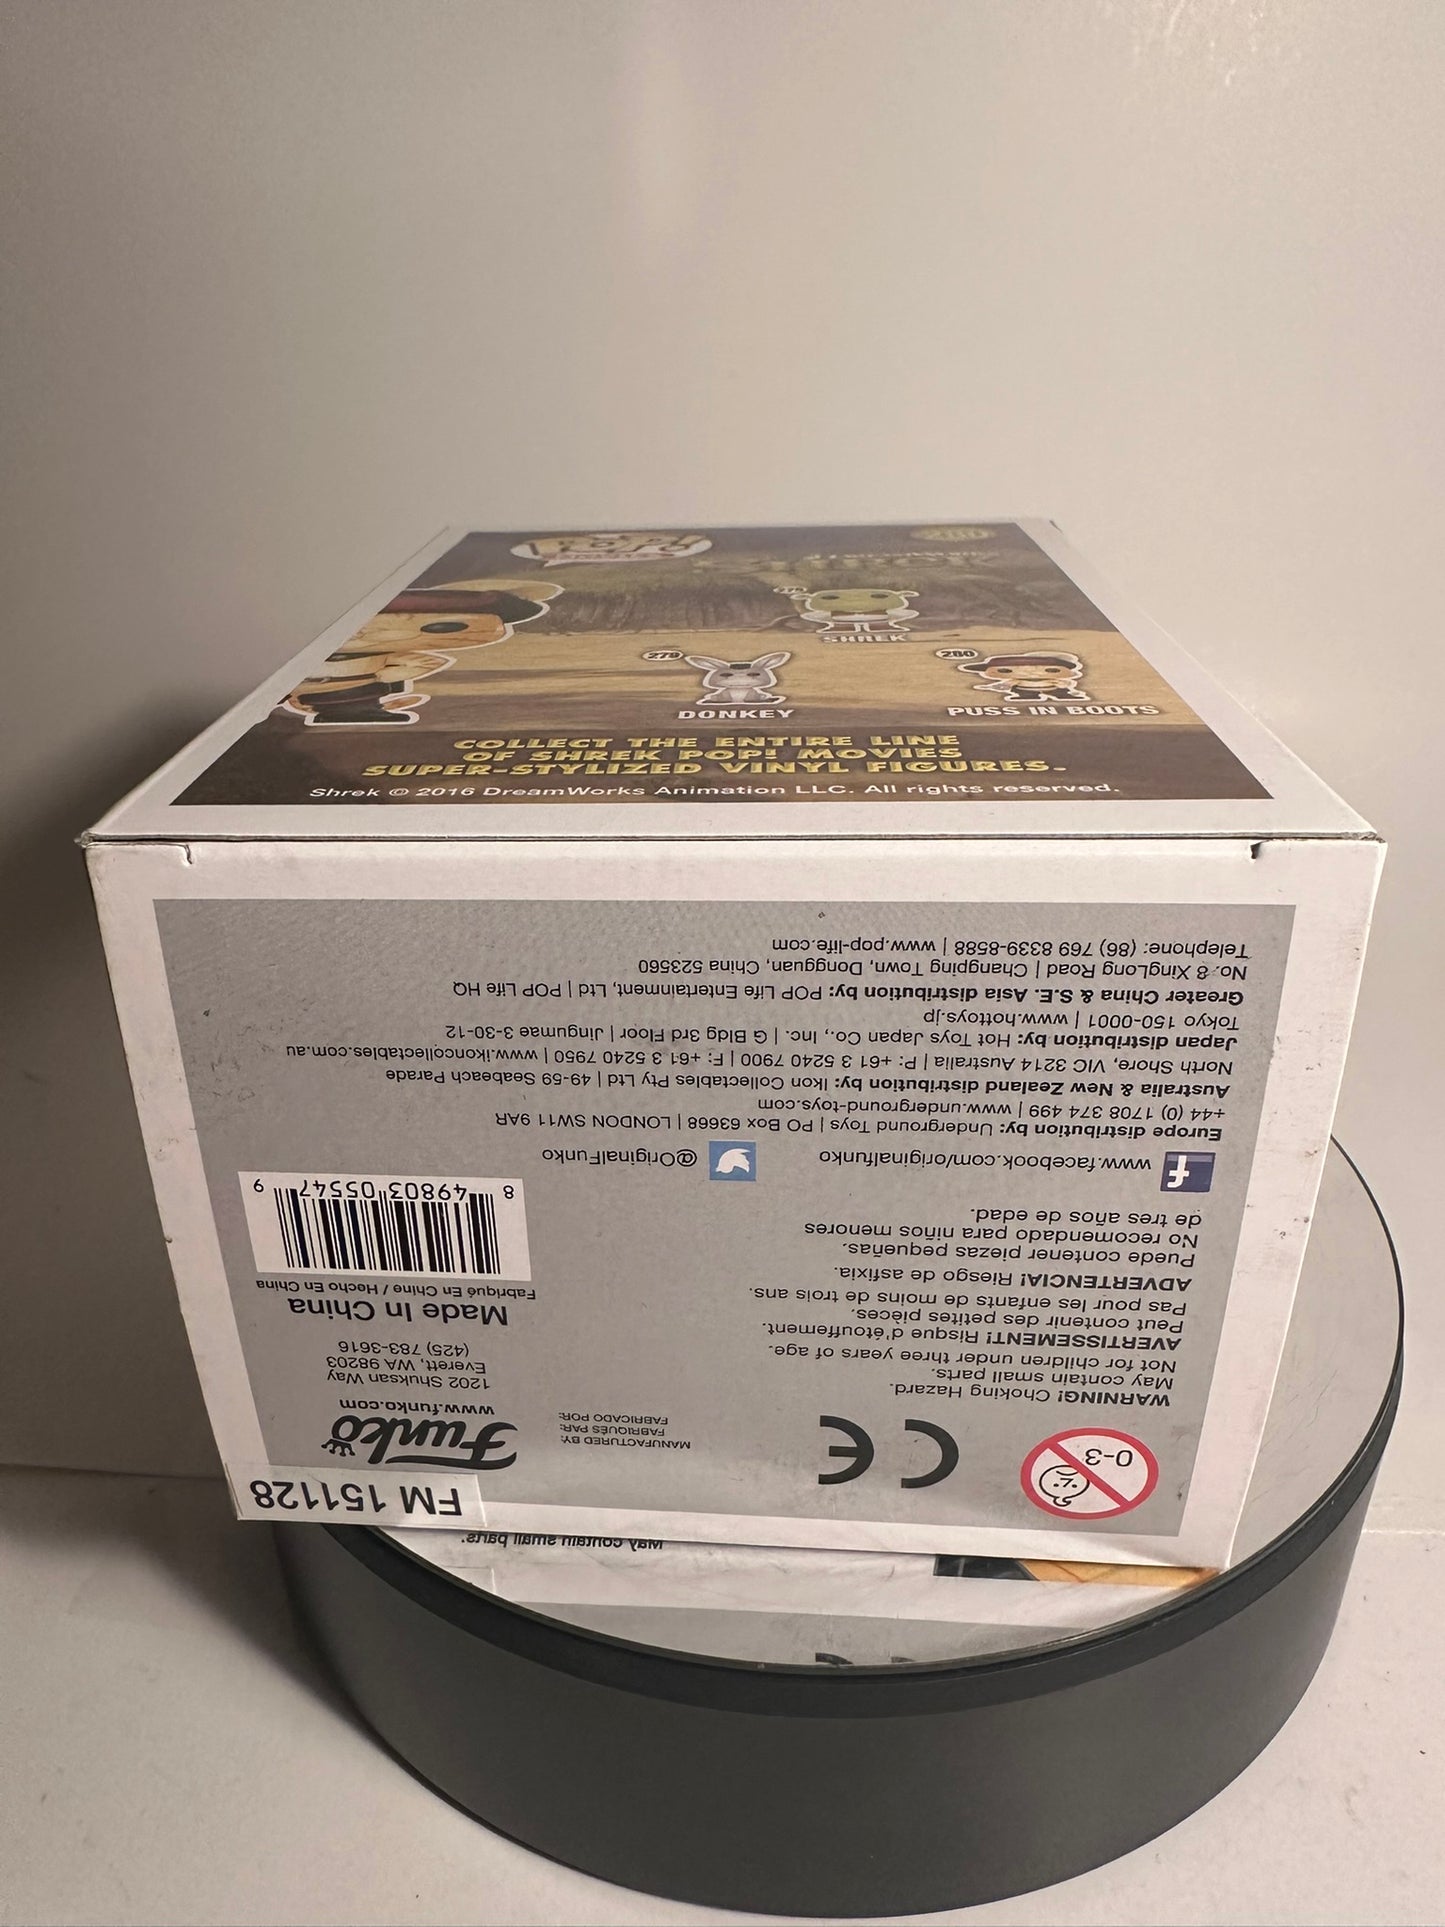 280
POP!
DREAMWORKS
SHREK
SHREK
279
DONKEY
280
PUSS IN BOOTS
COLLECT THE ENTIRE LINE
OF SHREK POP! MOVIES
SUPER-STYLIZED VINYL FIGURES.
Shrek © 2016 DreamWorks Animation LLC. All rights reserved.
FM 151128
0-3
CE
MANUFACTURED BY:
FABRIQUÉS PAR:
FABRICADO POR:
Funko
www.funko.com
1202 Shuksan Way
Everett, WA 98203
(425) 783-3616
Made In China
Fabriqué En Chine / Hecho En China
8 49803 05547 9
WARNING! Choking Hazard.
May contain small parts.
Not for children under three years of age.
AVERTISSEMENT! Risque d'étouffement.
Peut contenir des petites pièces.
Pas pour les enfants de moins de trois ans.
ADVERTENCIA! Riesgo de asfixia.
Puede contener piezas pequeñas.
No recomendado para niños menores
de tres años de edad.
f www.facebook.com/originalfunko
@OriginalFunko
Europe distribution by: Underground Toys | PO Box 63668 | LONDON SW11 9AR
+44 (0) 1708 374 499 | www.underground-toys.com
Australia & New Zealand distribution by: Ikon Collectables Pty Ltd | 49-59 Seabeach Parade
North Shore, VIC 3214 Australia | P: +61 3 5240 7900 | F: +61 3 5240 7950 | www.ikoncollectables.com.au
Japan distribution by: Hot Toys Japan Co., Inc. | G Bldg 3rd Floor | Jingumae 3-30-12
Tokyo 150-0001 | www.hottoys.jp
Greater China & S.E. Asia distribution by: POP Life Entertainment, Ltd | POP Life HQ
No. 8 XingLong Road | Changping Town, Dongguan, China 523560
Telephone: (86) 769 8339-8588 | www.pop-life.com
May contain small parts.